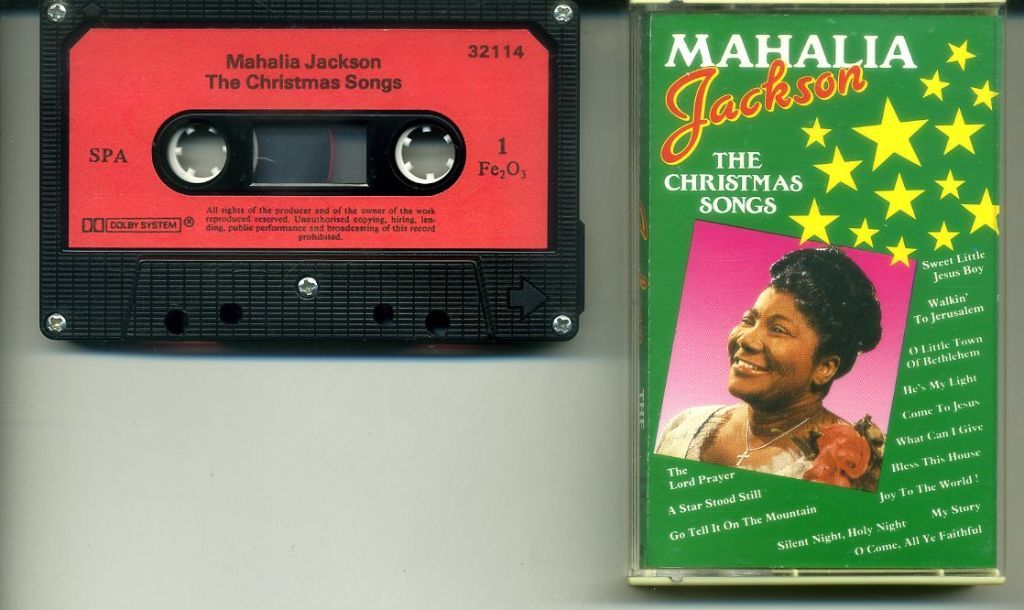 Mahalia Jackson
The Christmas Songs
32114
SPA
1
Fe₂O₃
DOLBY SYSTEM ®
All rights of the producer and of the owner of the work
reproduced reserved. Unauthorised copying, hiring, len-
ding, public performance and broadcasting of this record
prohibited.
MAHALIA
Jackson
THE
CHRISTMAS
SONGS
Sweet Little
Jesus Boy
Walkin'
To Jerusalem
O Little Town
Of Bethlehem
He's My Light
Come To Jesus
What Can I Give
Bless This House
Joy To The World !
My Story
O Come, All Ye Faithful
The
Lord Prayer
A Star Stood Still
Go Tell It On The Mountain
Silent Night, Holy Night
THE